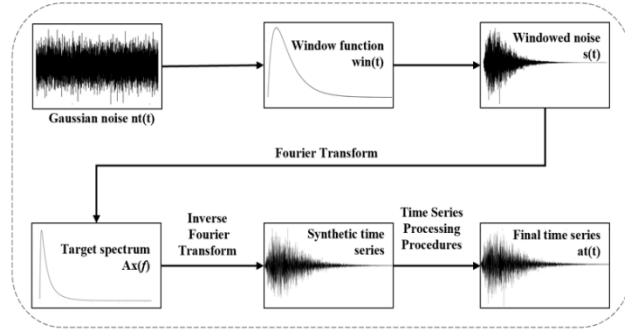 Gaussian noise nt(t)
Window function
win(t)
Windowed noise
s(t)
Fourier Transform
Target spectrum
Ax(f)
Inverse
Fourier
Transform
Synthetic time
series
Time Series
Processing
Procedures
Final time series
at(t)